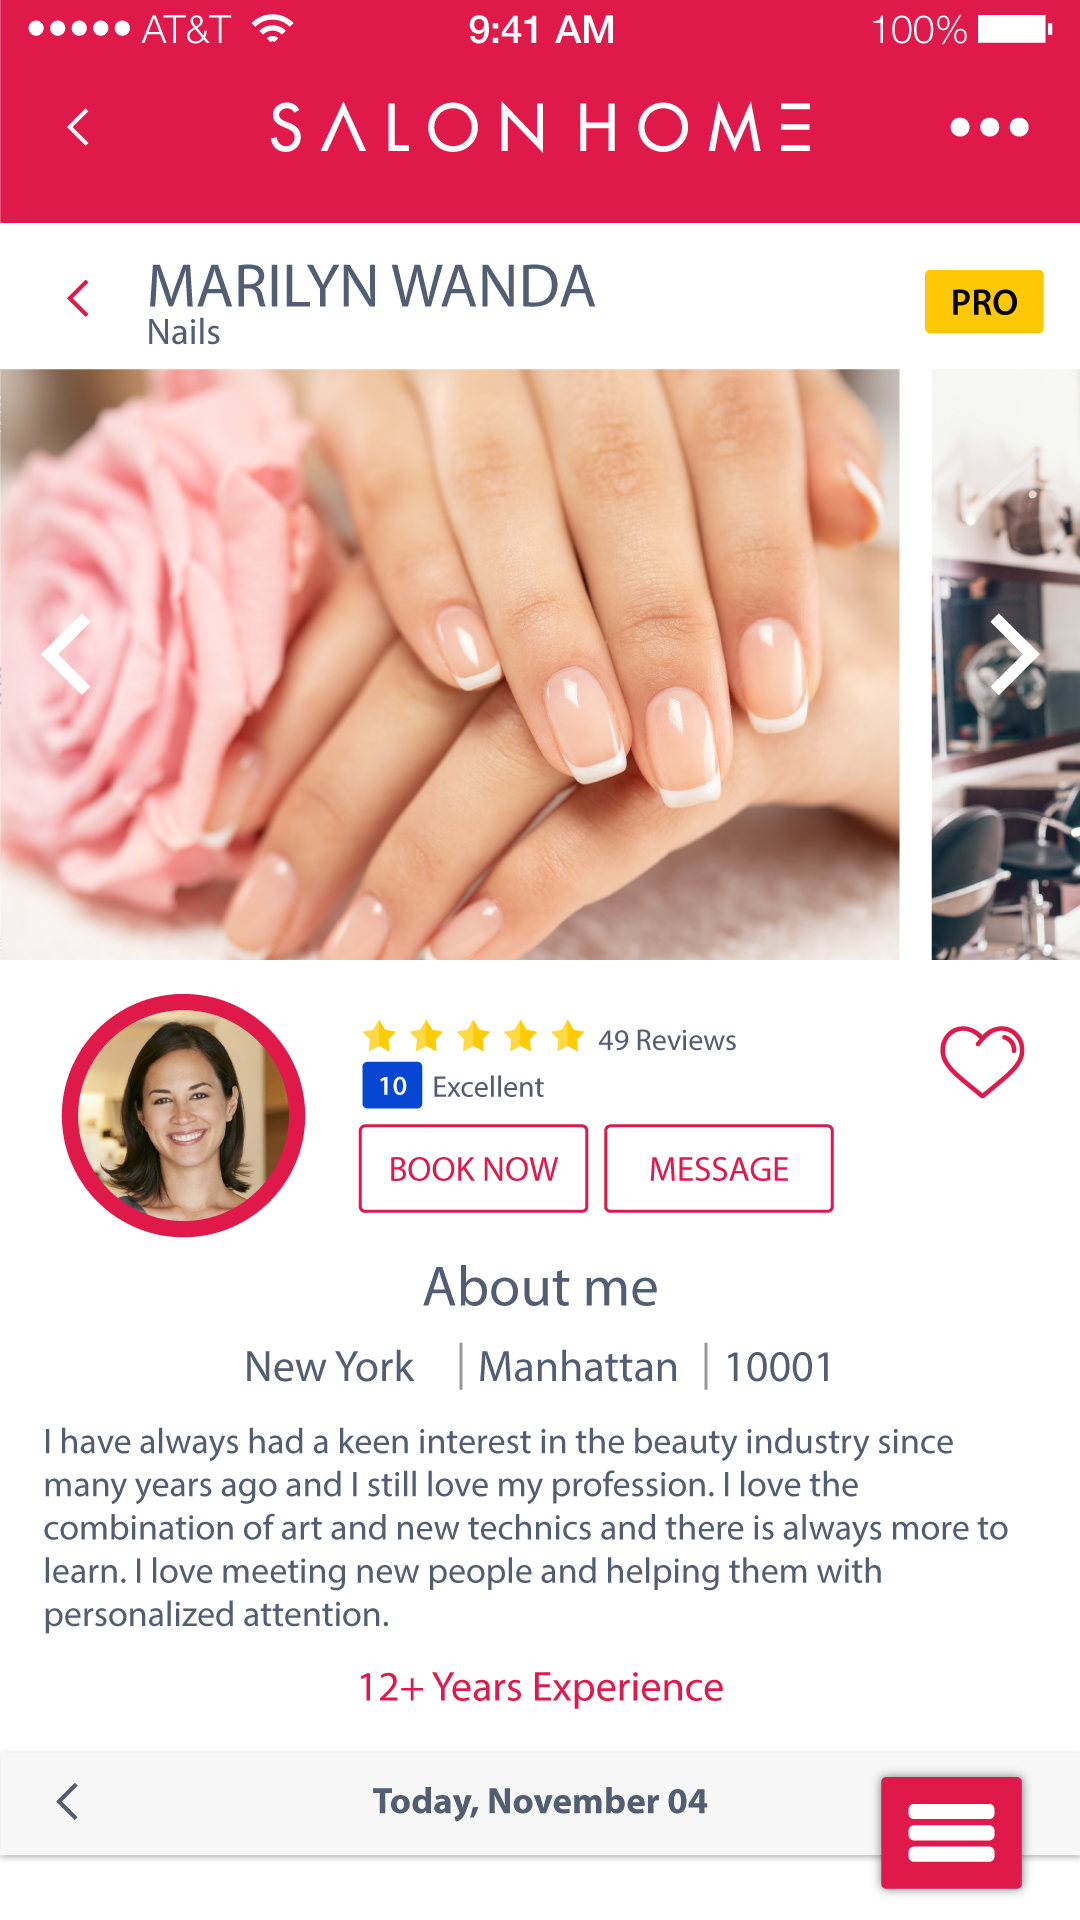 AT&T 9:41 AM 100%
SALON HOME
MARILYN WANDA
Nails
PRO
49 Reviews
10 Excellent
BOOK NOW MESSAGE
About me
New York Manhattan 10001
I have always had a keen interest in the beauty industry since
many years ago and I still love my profession. I love the
combination of art and new technics and there is always more to
learn. I love meeting new people and helping them with
personalized attention.
12+ Years Experience
Today, November 04